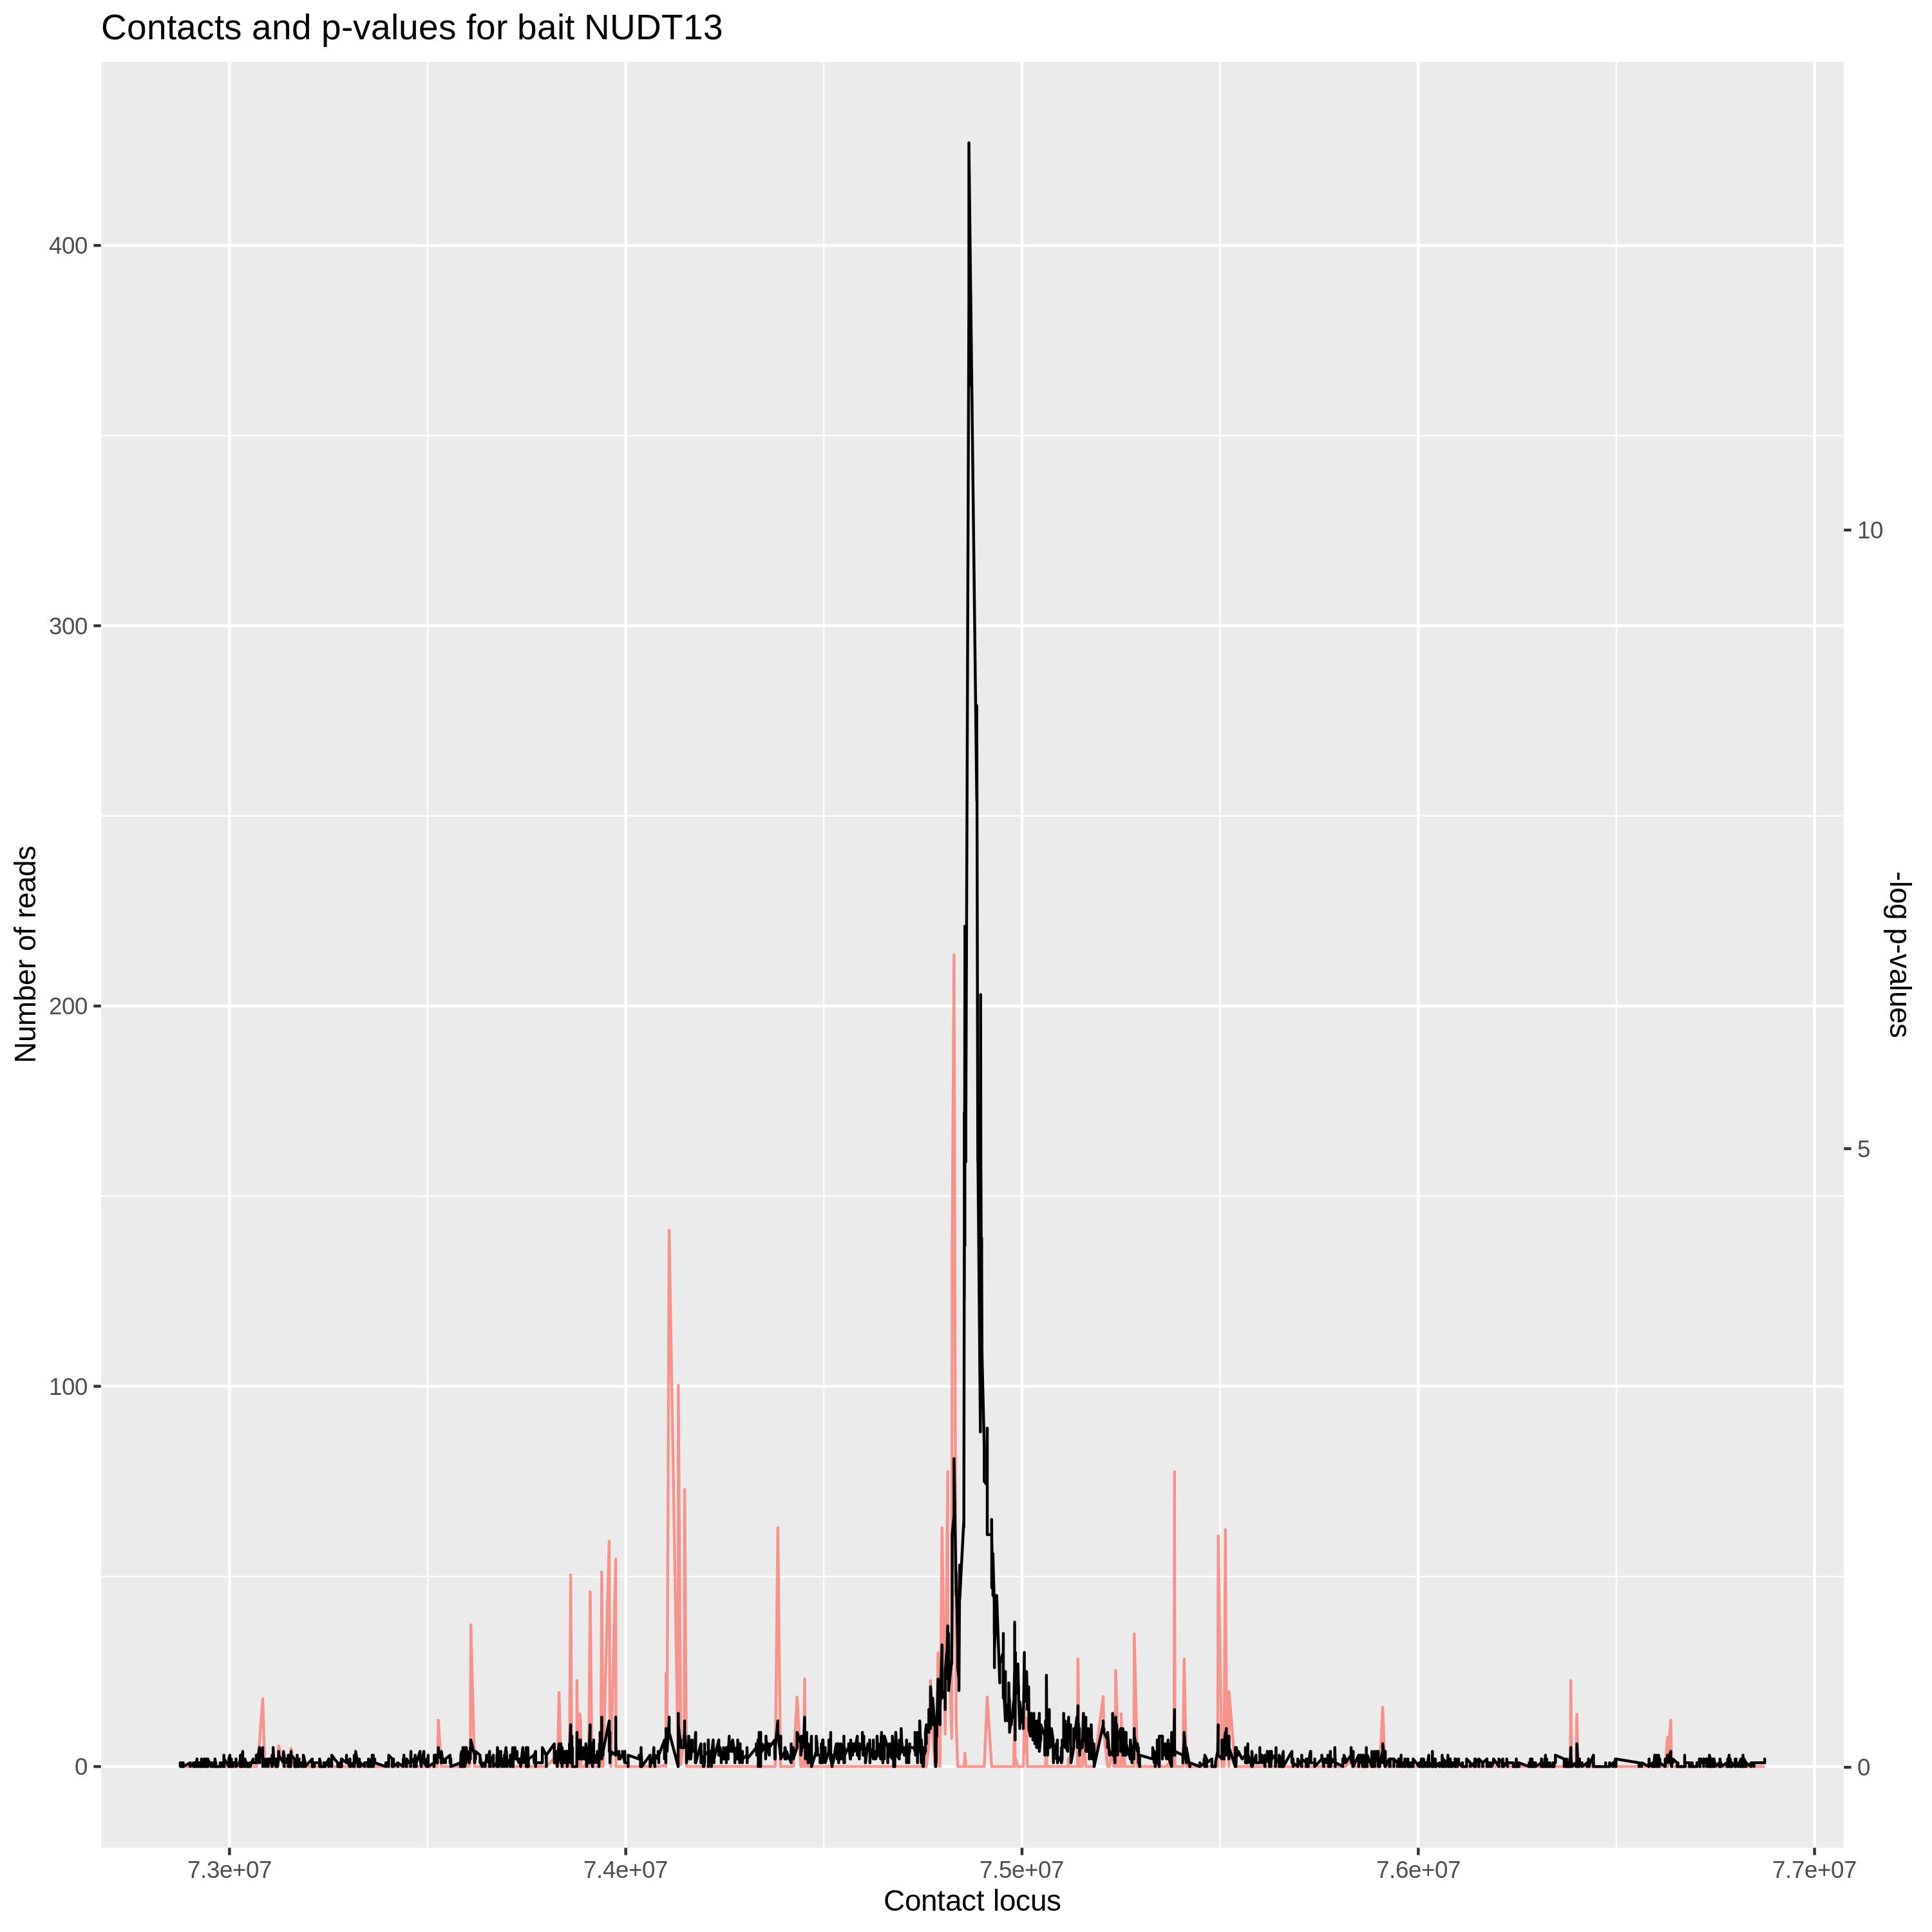 Contacts and p-values for bait NUDT13
400
300
200
100
0
Number of reads
10
5
0
-log p-values
7.3e+07
7.4e+07
7.5e+07
7.6e+07
7.7e+07
Contact locus